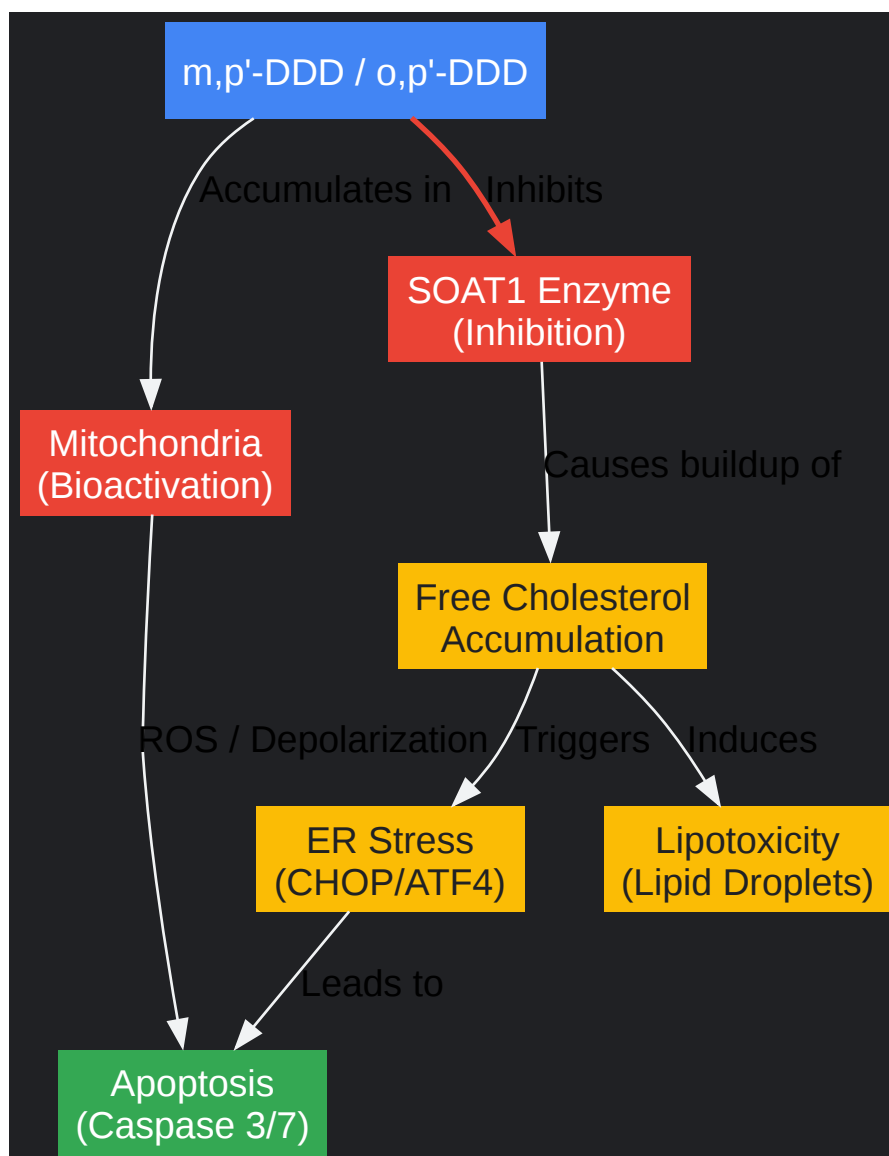 m,p'-DDD / o,p'-DDD
Accumulates in
Inhibits
SOAT1 Enzyme
(Inhibition)
Mitochondria
(Bioactivation)
Causes buildup of
Free Cholesterol
Accumulation
ROS / Depolarization
Triggers
Induces
ER Stress
(CHOP/ATF4)
Lipotoxicity
(Lipid Droplets)
Leads to
Apoptosis
(Caspase 3/7)